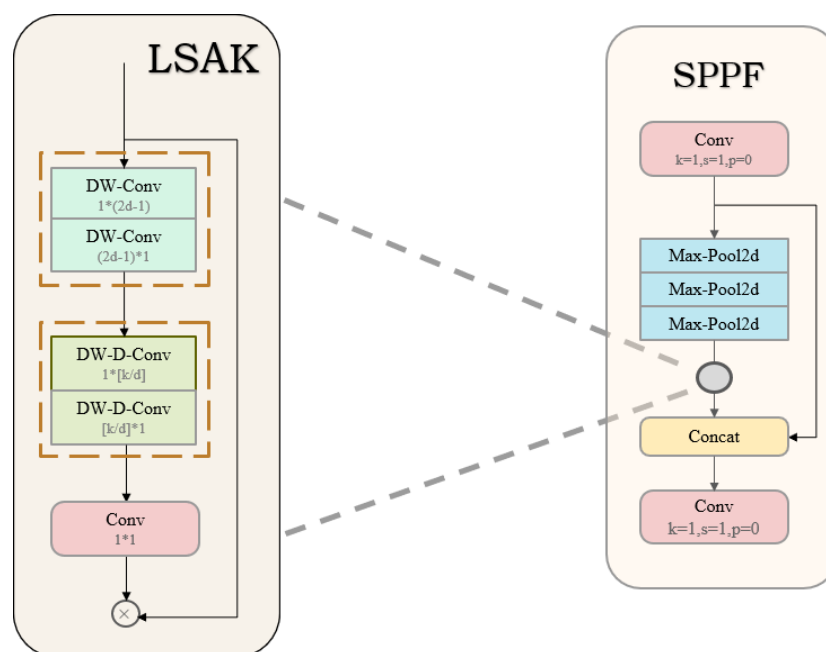 LSAK
DW-Conv
1*(2d-1)
DW-Conv
(2d-1)*1
DW-D-Conv
1*[k/d]
DW-D-Conv
[k/d]*1
Conv
1*1
×
SPPF
Conv
k=1,s=1,p=0
Max-Pool2d
Max-Pool2d
Max-Pool2d
Concat
Conv
k=1,s=1,p=0